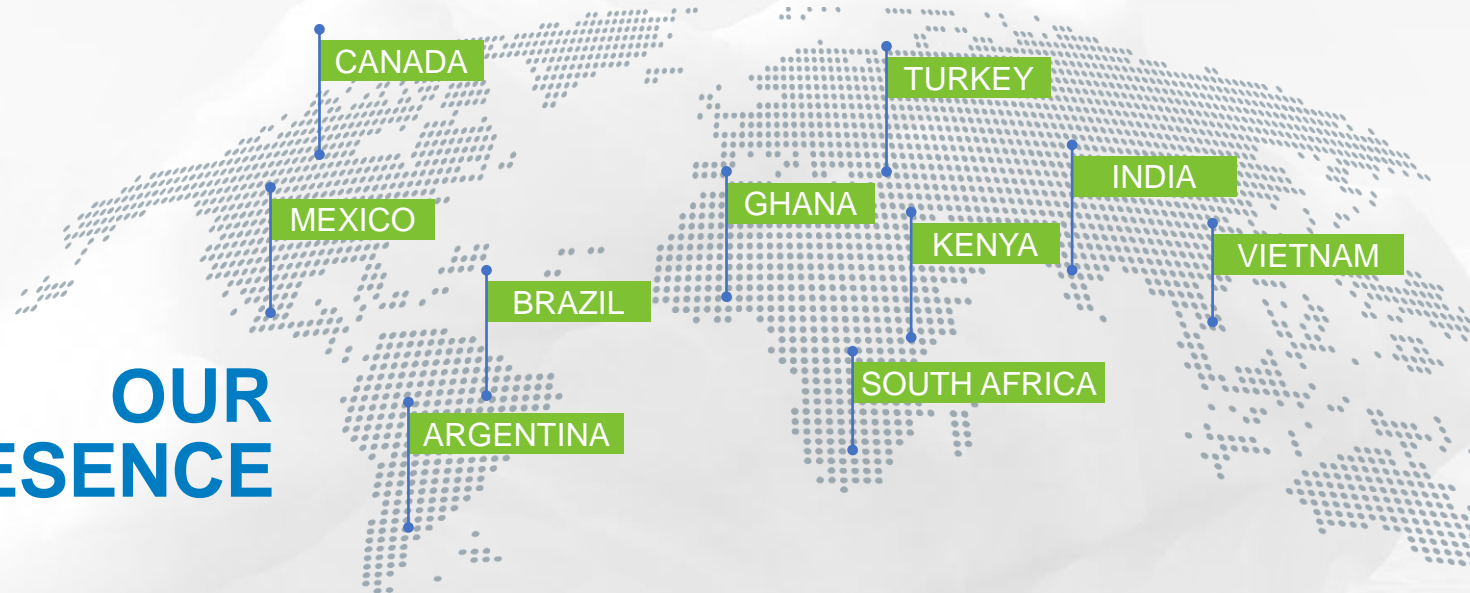 CANADA
TURKEY
INDIA
GHANA
MEXICO
KENYA
VIETNAM
BRAZIL
SOUTH AFRICA
ARGENTINA
OUR
ESENCE